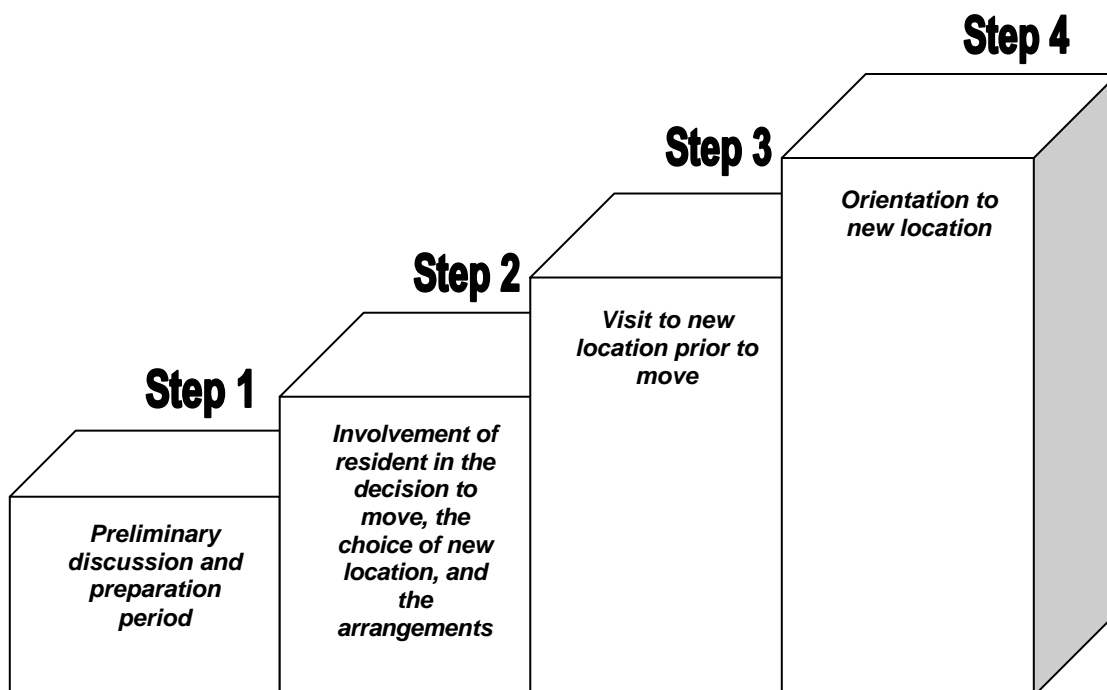 Step 1
Preliminary
discussion and
preparation
period
Step 2
Involvement of
resident in the
decision to
move, the
choice of new
location, and
the
arrangements
Step 3
Visit to new
location prior to
move
Step 4
Orientation to
new location